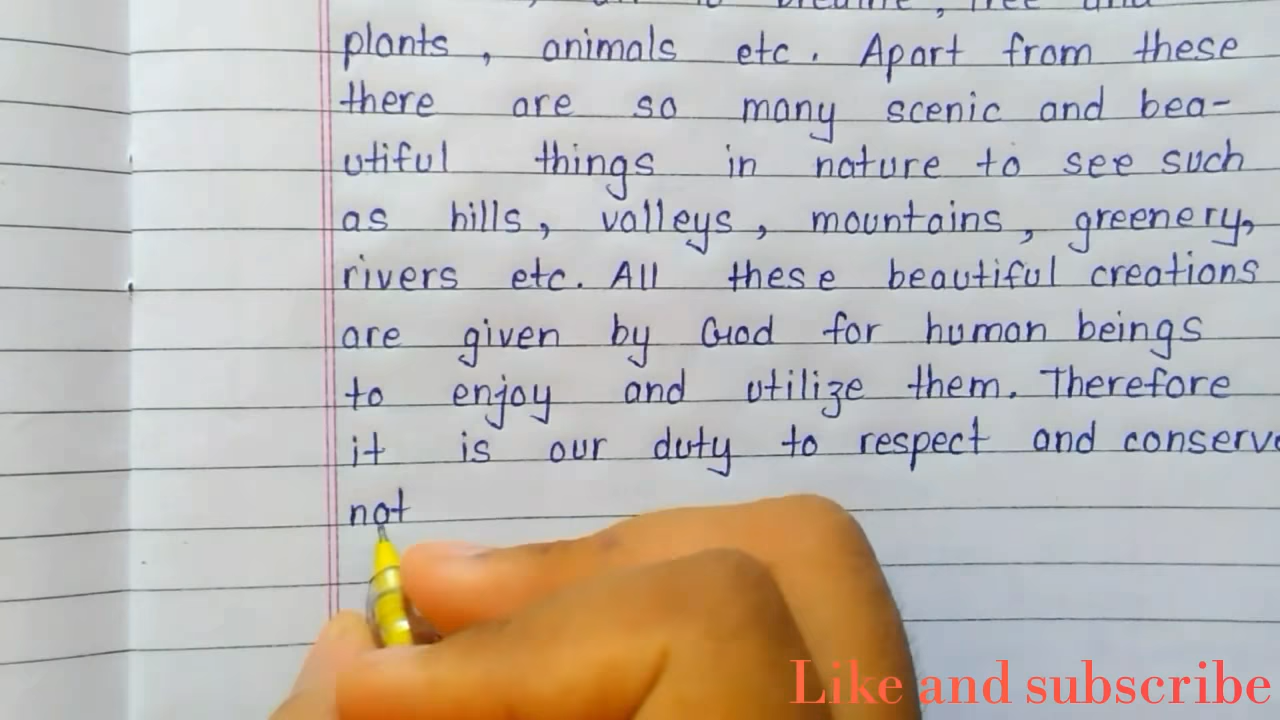 plants, animals etc. Apart from these
there are so many scenic and bea-
utiful things in nature to see such
as hills, valleys, mountains, greenery,
rivers etc. All these beautiful creations
are given by God for human beings
to enjoy and utilize them. Therefore
it is our duty to respect and conserve
nat
Like and subscribe